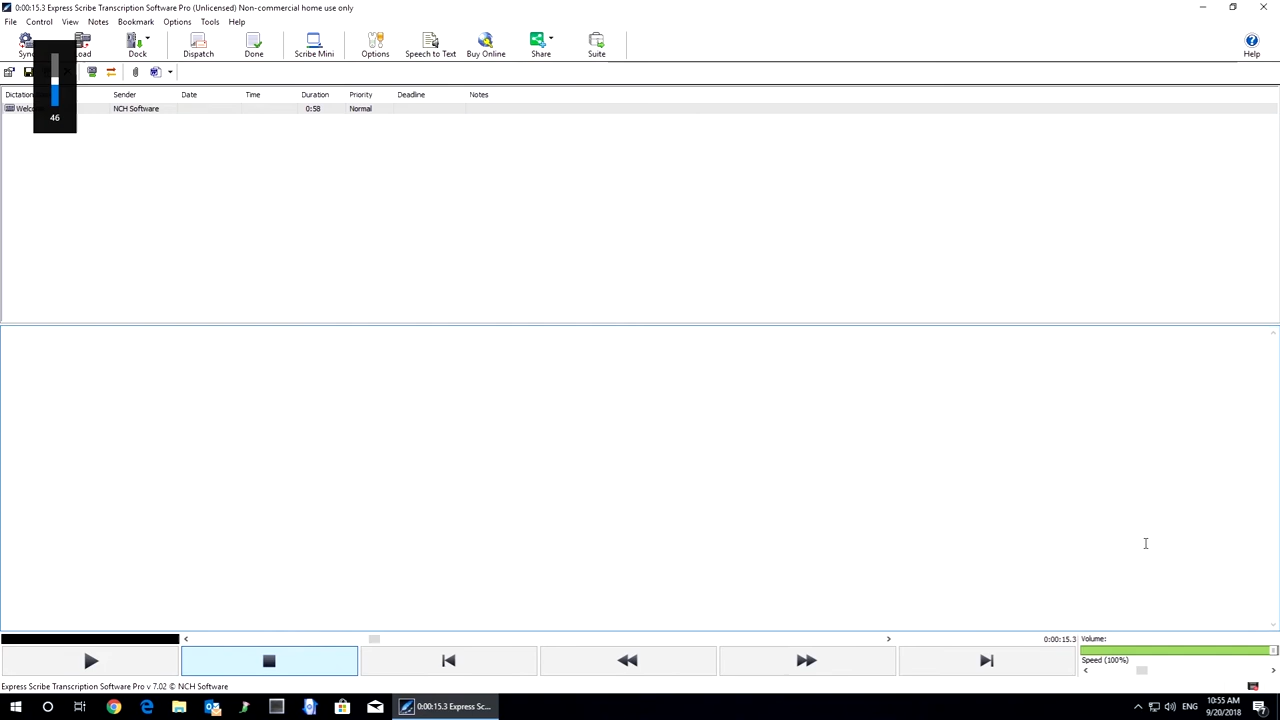 0:00:15.3 Express Scribe Transcription Software Pro (Unlicensed) Non-commercial home use only
File Control View Notes Bookmark Options Tools Help
Dock Dispatch Done Scribe Mini Options Speech to Text Buy Online Share Suite Help
Sender Date Time Duration Priority Deadline Notes
NCH Software 0:58 Normal
46
0:00:15.3 Volume:
Speed (100%)
Express Scribe Transcription Software Pro v 7.02 © NCH Software
0:00:15.3 Express Sc...
ENG
10:55 AM
9/20/2018